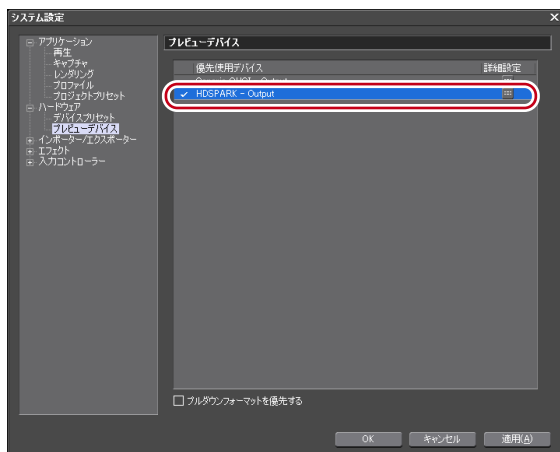 システム設定
アプリケーション
再生
キャプチャ
レンダリング
プロファイル
プロジェクトプリセット
ハードウェア
デバイスプリセット
プレビューデバイス
インポーター/エクスポーター
エフェクト
入力コントローラー
プレビューデバイス
優先使用デバイス 詳細設定
HDSPARK - Output
プルダウンフォーマットを優先する
OK キャンセル 適用(A)